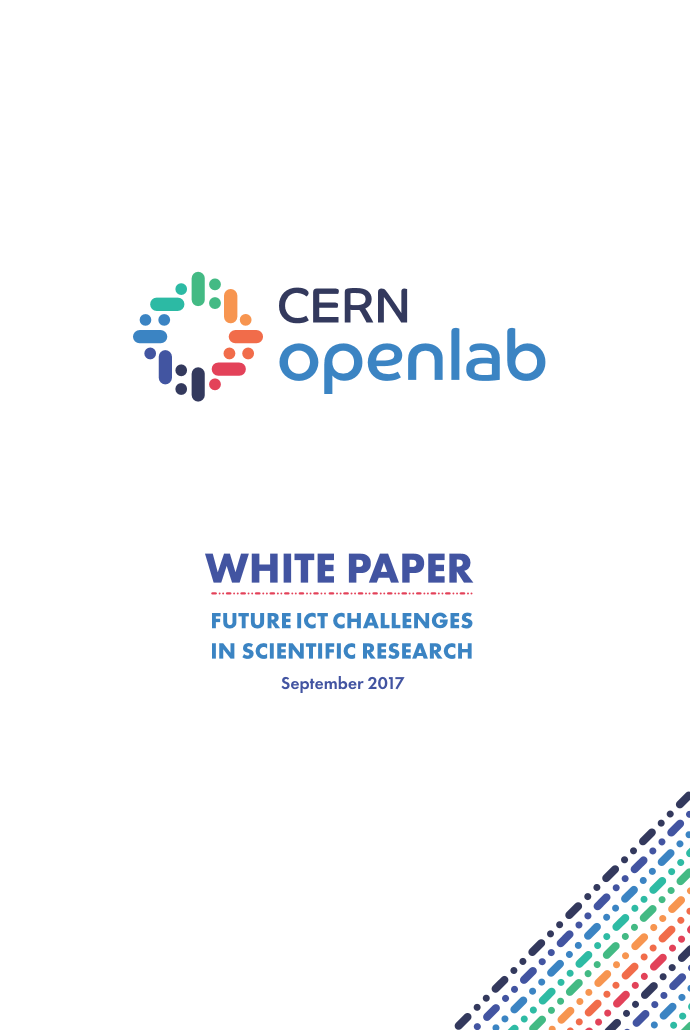 CERN
openlab
WHITE PAPER
FUTURE ICT CHALLENGES
IN SCIENTIFIC RESEARCH
September 2017